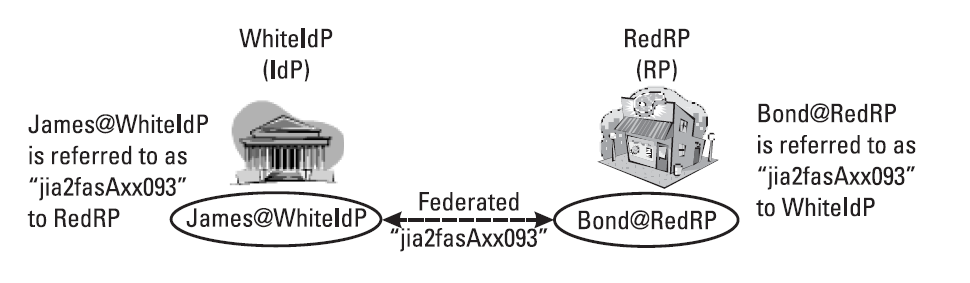 WhiteIdP
(IdP)
RedRP
(RP)
James@WhiteIdP
is referred to as
“jia2fasAxx093”
to RedRP
Bond@RedRP
is referred to as
“jia2fasAxx093”
to WhiteIdP
James@WhiteIdP
Federated
“jia2fasAxx093”
Bond@RedRP